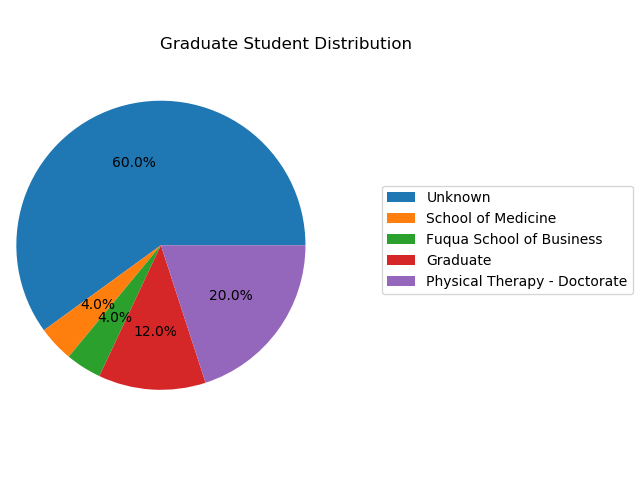 Graduate Student Distribution
60.0%
4.0%
4.0%
12.0%
20.0%
Unknown
School of Medicine
Fuqua School of Business
Graduate
Physical Therapy - Doctorate